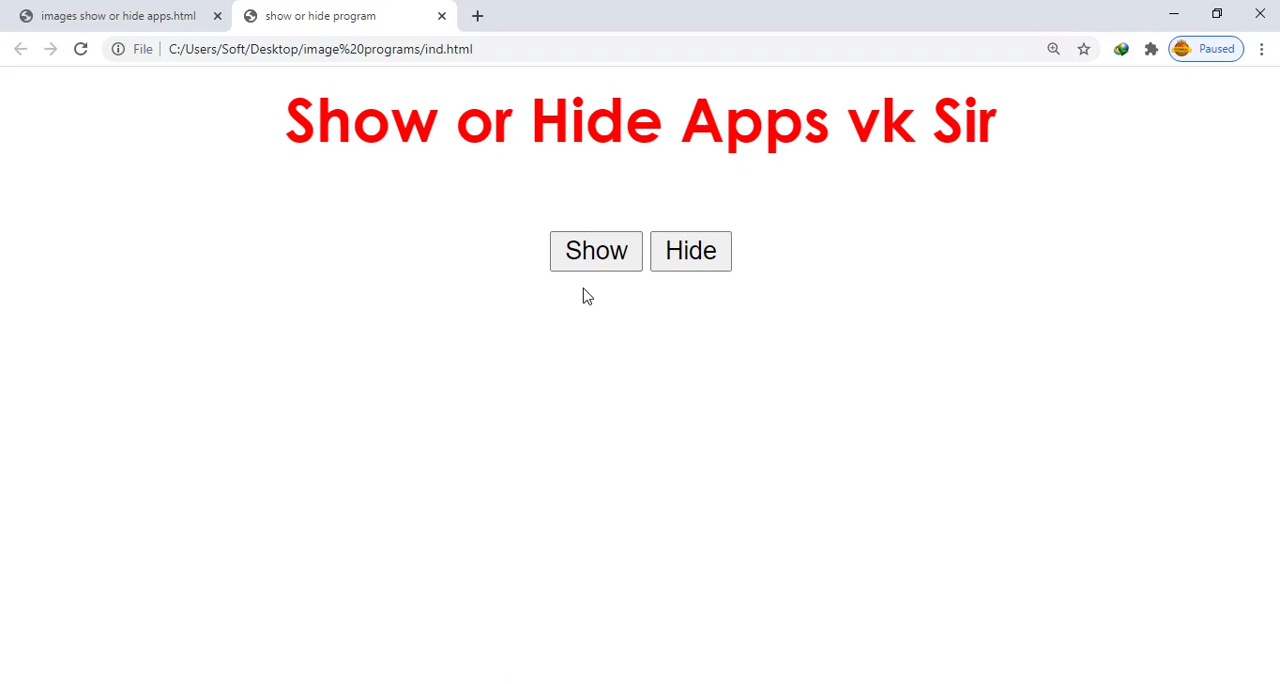 images show or hide apps.html
show or hide program
File
C:/Users/Soft/Desktop/image%20programs/ind.html
Paused
Show or Hide Apps vk Sir
Show
Hide